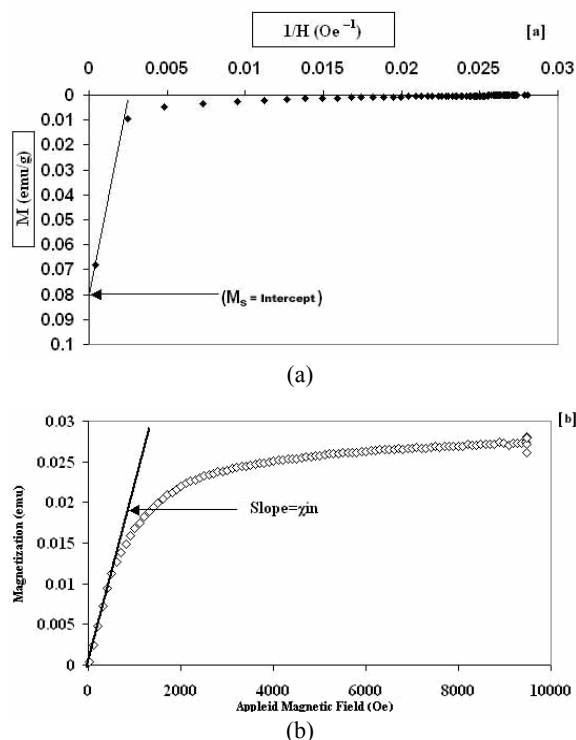 1/H (Oe ⁻¹) [a]
0 0.005 0.01 0.015 0.02 0.025 0.03
M (emu/g)
0
0.01
0.02
0.03
0.04
0.05
0.06
0.07
0.08
0.09
0.1
(Ms = Intercept)
(a)
[b]
Magnetization (emu)
0.03
0.025
0.02
0.015
0.01
0.005
0
Slope=χin
0 2000 4000 6000 8000 10000
Appleid Magnetic Field (Oe)
(b)